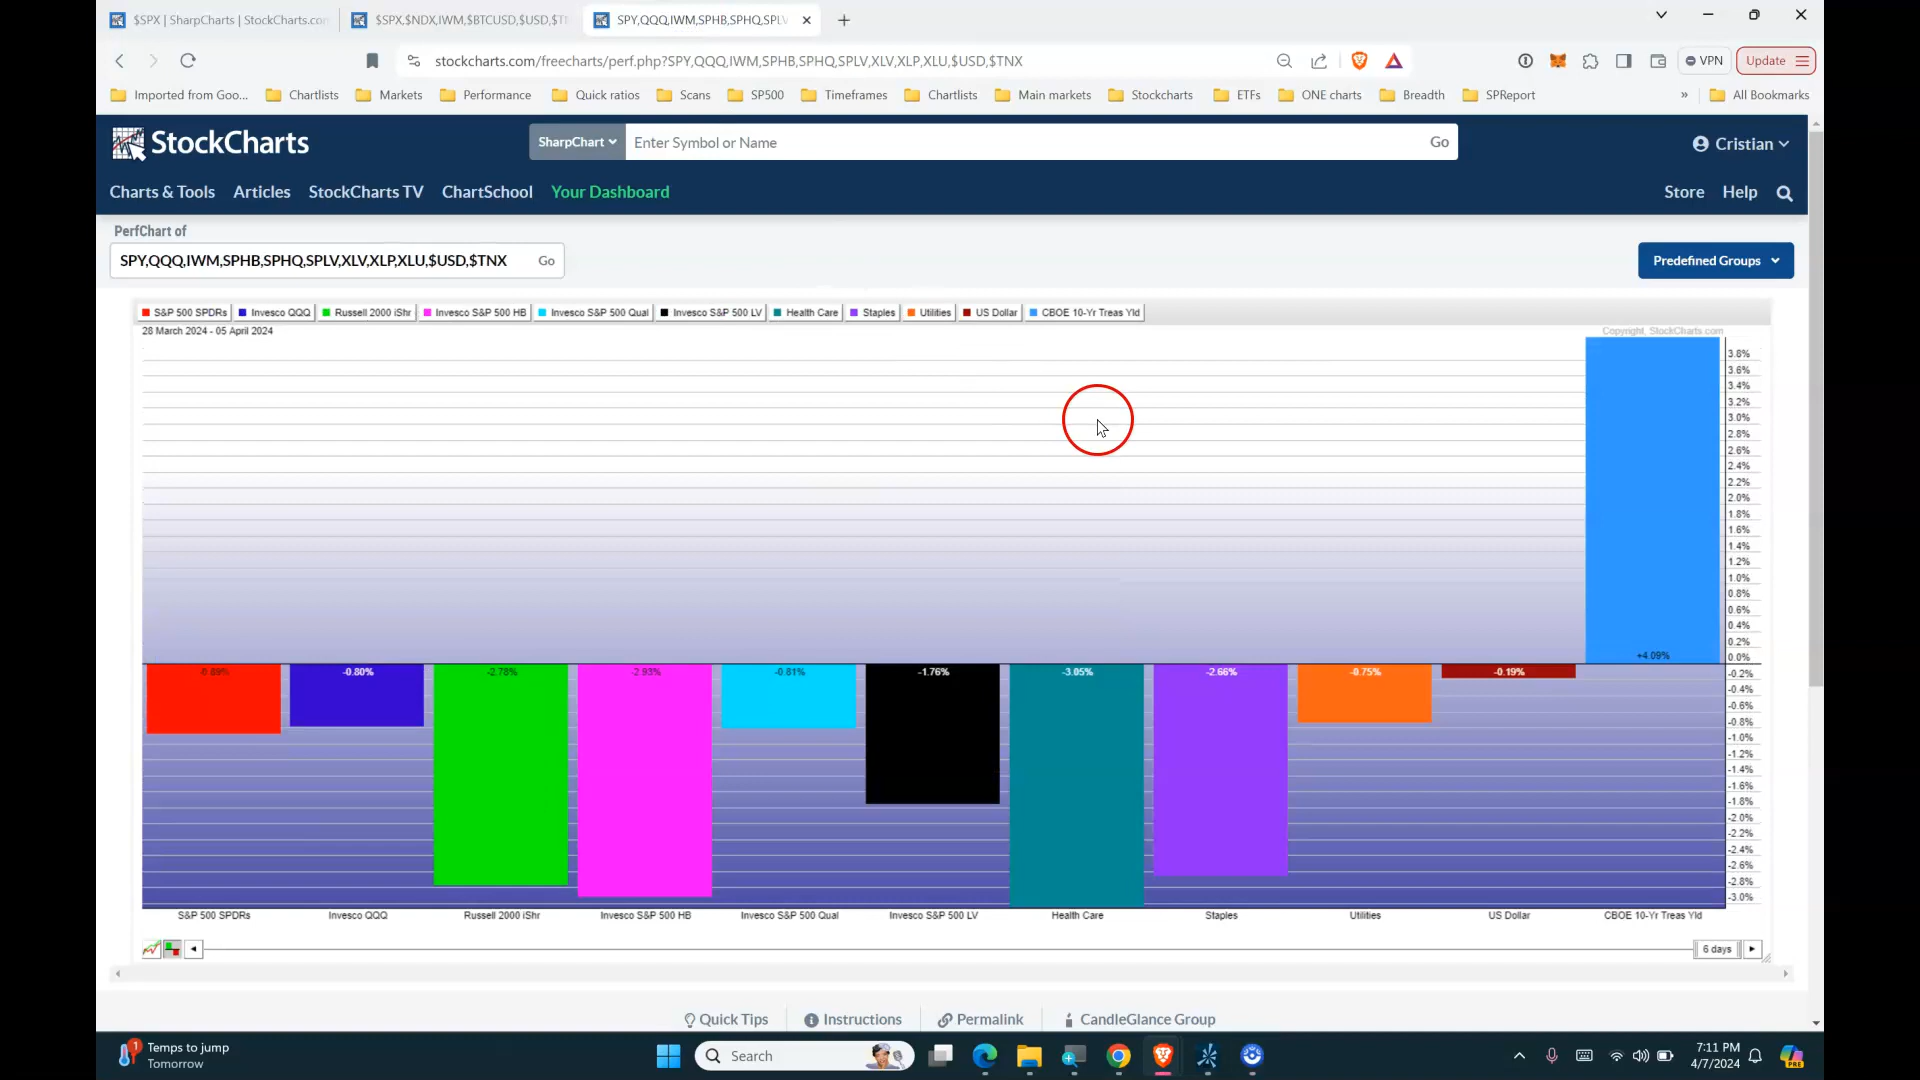 $SPX | SharpCharts | StockCharts.com
$SPX,$NDX,IWM,$BTCUSD,$USD,$T
SPY,QQQ,IWM,SPHB,SPHQ,SPLV
stockcharts.com/freecharts/perf.php?SPY,QQQ,IWM,SPHB,SPHQ,SPLV,XLV,XLP,XLU,$USD,$TNX
VPN
Update
Imported from Goo...
Chartlists
Markets
Performance
Quick ratios
Scans
SP500
Timeframes
Chartlists
Main markets
Stockcharts
ETFs
ONE charts
Breadth
SPReport
»
All Bookmarks
StockCharts
SharpChart
Enter Symbol or Name
Go
Cristian
Charts & Tools
Articles
StockCharts TV
ChartSchool
Your Dashboard
Store
Help
PerfChart of
SPY,QQQ,IWM,SPHB,SPHQ,SPLV,XLV,XLP,XLU,$USD,$TNX
Go
Predefined Groups
S&P 500 SPDRs
Invesco QQQ
Russell 2000 iShr
Invesco S&P 500 HB
Invesco S&P 500 Qual
Invesco S&P 500 LV
Health Care
Staples
Utilities
US Dollar
CBOE 10-Yr Treas Yld
28 March 2024 - 05 April 2024
Copyright, StockCharts.com
3.8%
3.6%
3.4%
3.2%
3.0%
2.8%
2.6%
2.4%
2.2%
2.0%
1.8%
1.6%
1.4%
1.2%
1.0%
0.8%
0.6%
0.4%
0.2%
0.0%
-0.2%
-0.4%
-0.6%
-0.8%
-1.0%
-1.2%
-1.4%
-1.6%
-1.8%
-2.0%
-2.2%
-2.4%
-2.6%
-2.8%
-3.0%
+4.09%
-0.89%
-0.80%
-2.78%
-2.93%
-0.81%
-1.76%
-3.05%
-2.66%
-0.75%
-0.19%
S&P 500 SPDRs
Invesco QQQ
Russell 2000 iShr
Invesco S&P 500 HB
Invesco S&P 500 Qual
Invesco S&P 500 LV
Health Care
Staples
Utilities
US Dollar
CBOE 10-Yr Treas Yld
6 days
Quick Tips
Instructions
Permalink
CandleGlance Group
1
Temps to jump
Tomorrow
Search
7:11 PM
4/7/2024
PRE